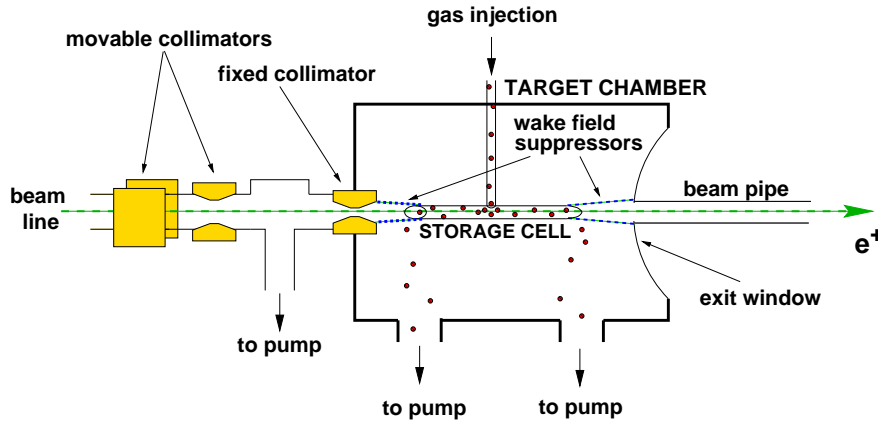 gas injection
movable collimators
fixed collimator
TARGET CHAMBER
wake field
suppressors
beam
line
beam pipe
STORAGE CELL
e+
exit window
to pump
to pump
to pump